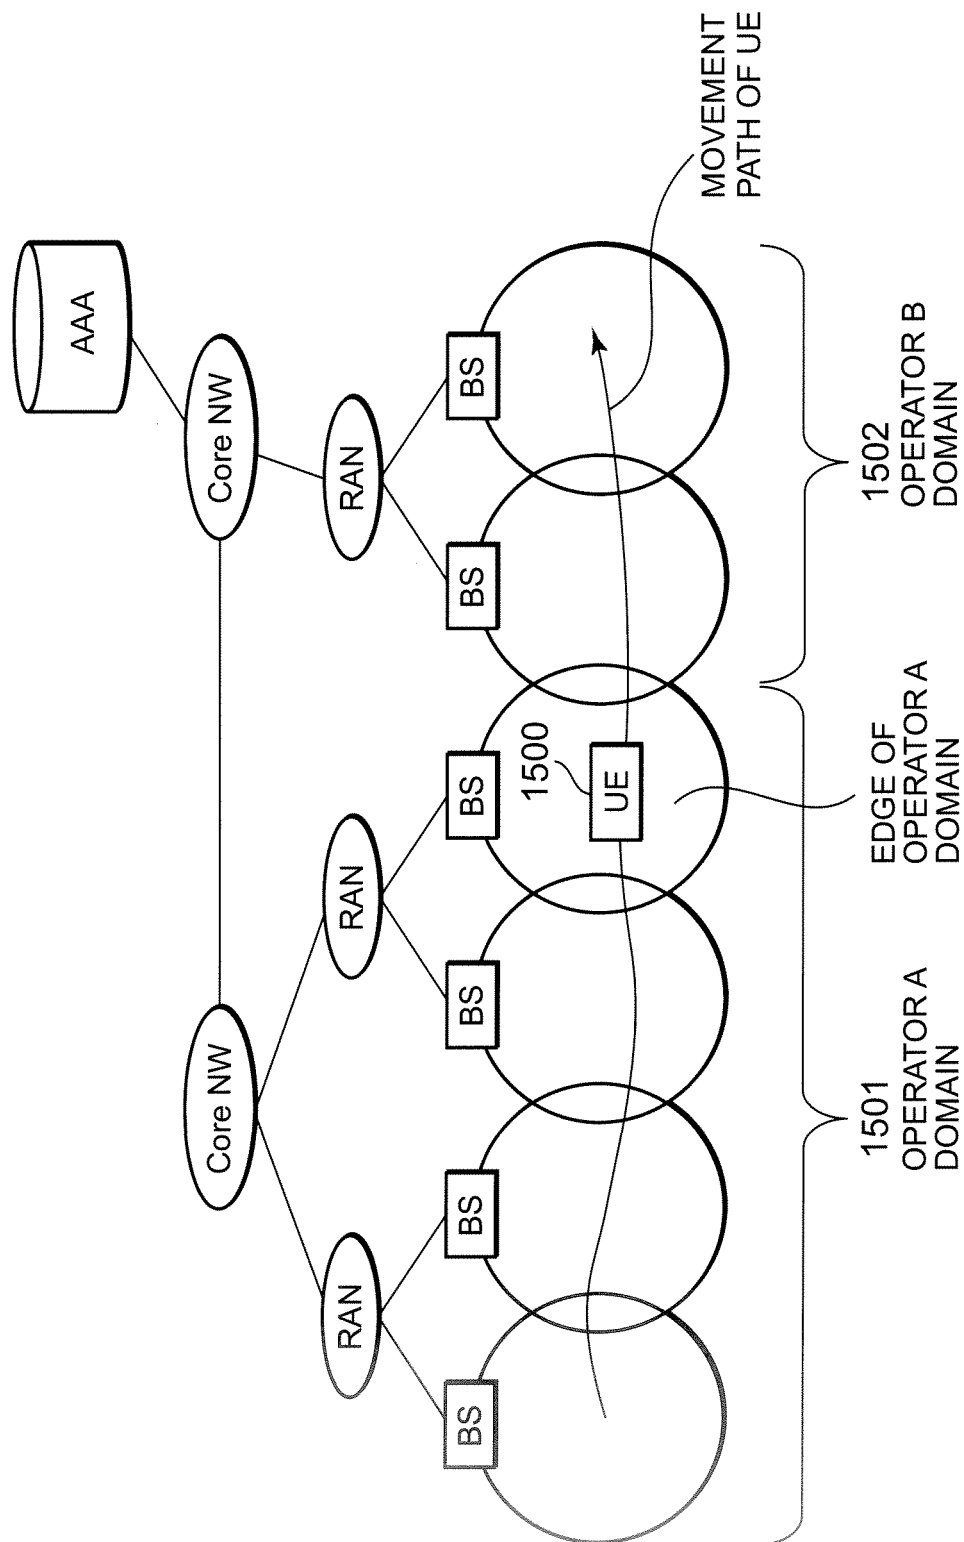 AAA
Core NW
Core NW
RAN
RAN
RAN
BS
BS
BS
BS
BS
BS
1500
UE
MOVEMENT
PATH OF UE
1501
OPERATOR A
DOMAIN
EDGE OF
OPERATOR A
DOMAIN
1502
OPERATOR B
DOMAIN